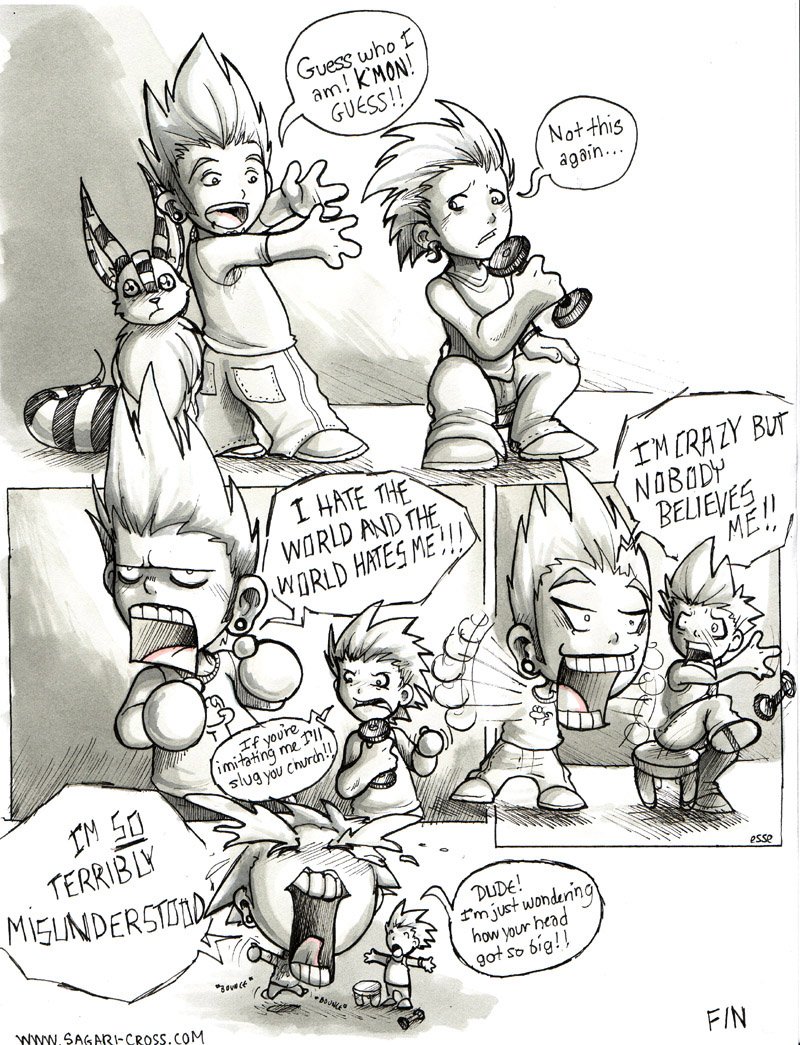 Guess who I
am! K'MON!
GUESS!!
Not this
again...
I HATE THE
WORLD AND THE
WORLD HATES ME!!!
If you're
imitating me I'll
slug you church!!
I'M CRAZY BUT
NOBODY
BELIEVES
ME!!
esse
I'M SO
TERRIBLY
MISUNDERSTOOD
"BOUNCE"
"BOUNCE"
DUDE!
I'm just wondering
how your head
got so big!!
FIN
WWW.SAGARI-CROSS.COM